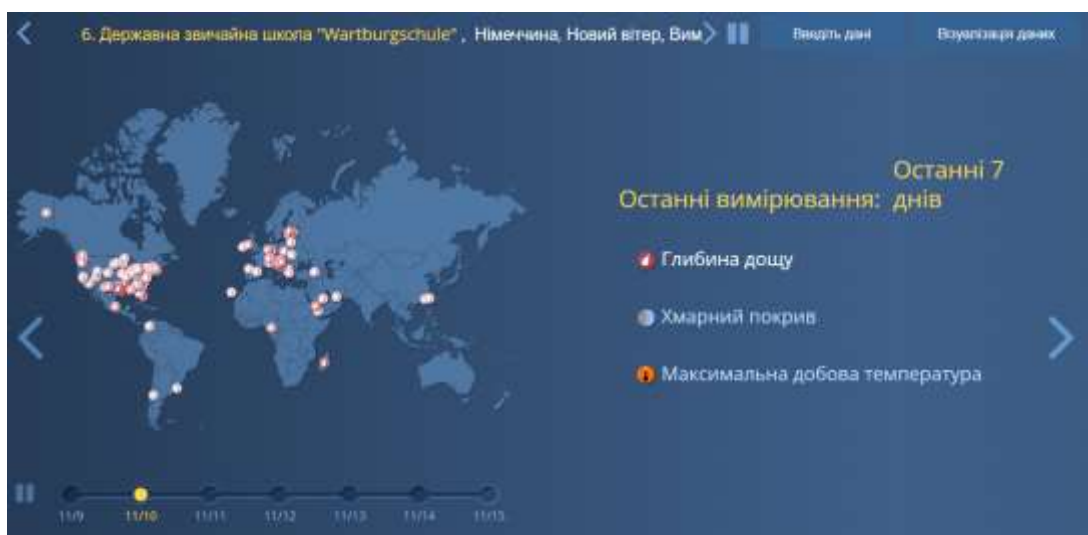 6. Державна звичайна школа "Wartburgschule" , Німеччина, Новий вітер, Вим
Введіть дані
Візуалізація даних
Останні 7
Останні вимірювання: днів
Глибина дощу
Хмарний покрив
Максимальна добова температура
11/9 11/10 11/11 11/12 11/13 11/14 11/15